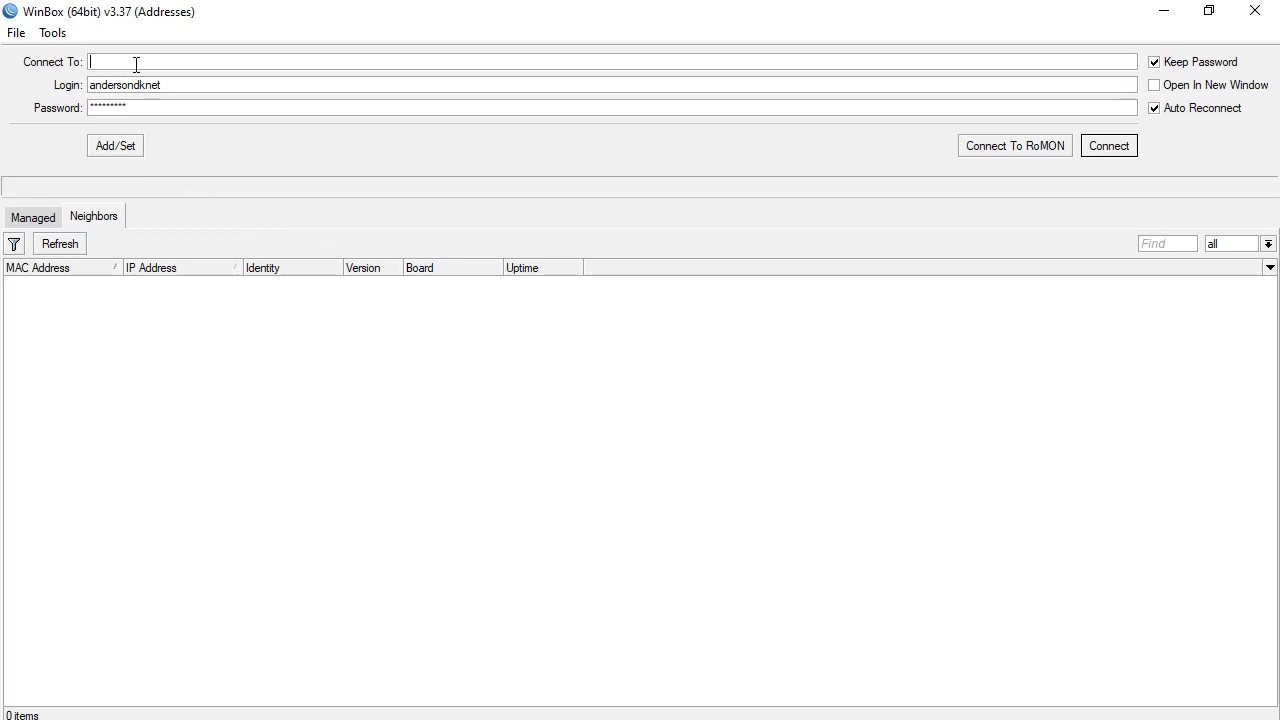 WinBox (64bit) v3.37 (Addresses)
File Tools
Connect To: Keep Password
Login: andersondknet Open In New Window
Password: ********* Auto Reconnect
Add/Set Connect To RoMON Connect
Managed Neighbors
Refresh Find all
MAC Address IP Address Identity Version Board Uptime
0 items